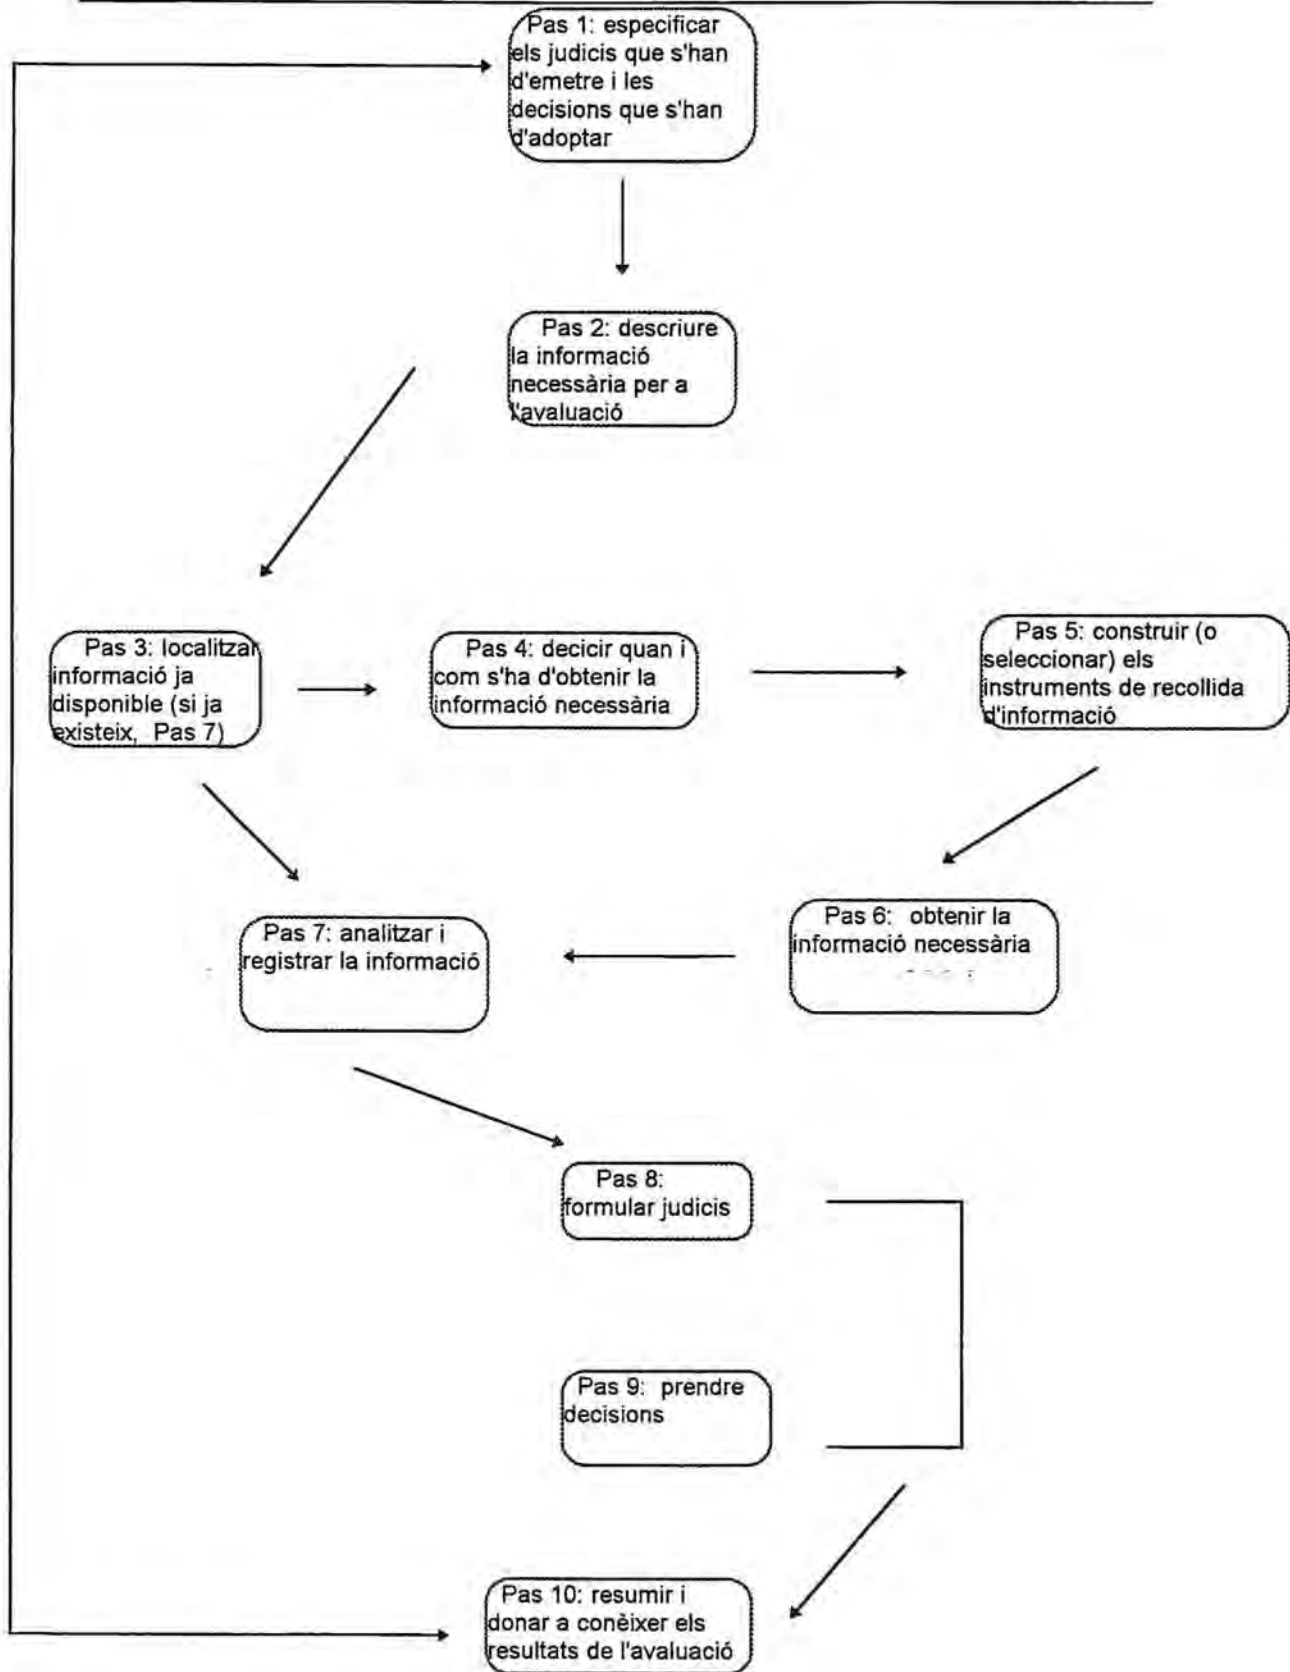 Pas 1: especificar
els judicis que s'han
d'emetre i les
decisions que s'han
d'adoptar
Pas 2: descriure
la informació
necessària per a
l'avaluació
Pas 3: localitzar
informació ja
disponible (si ja
existeix, Pas 7)
Pas 4: decicir quan i
com s'ha d'obtenir la
informació necessària
Pas 5: construir (o
seleccionar) els
instruments de recollida
d'informació
Pas 6: obtenir la
informació necessària
Pas 7: analitzar i
registrar la informació
Pas 8:
formular judicis
Pas 9: prendre
decisions
Pas 10: resumir i
donar a conèixer els
resultats de l'avaluació